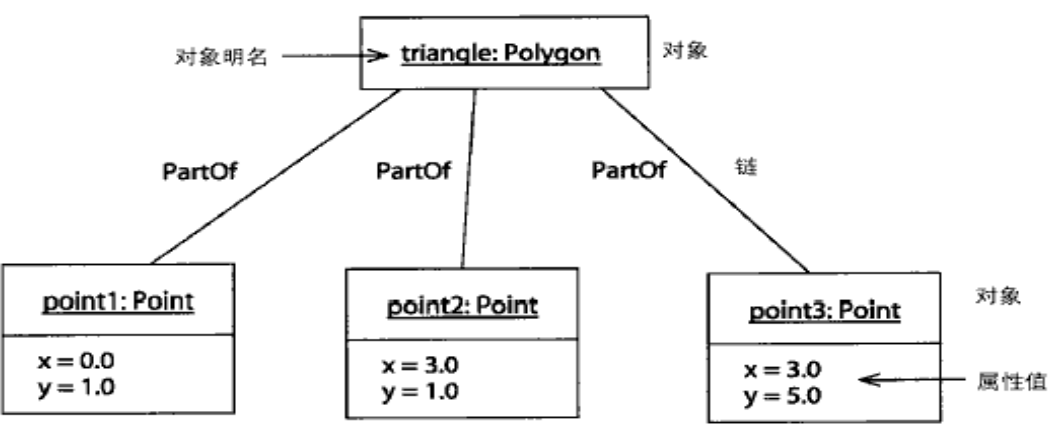 对象明名
triangle: Polygon
对象
PartOf
PartOf
PartOf
链
point1: Point
x = 0.0
y = 1.0
point2: Point
x = 3.0
y = 1.0
point3: Point
x = 3.0
y = 5.0
对象
属性值